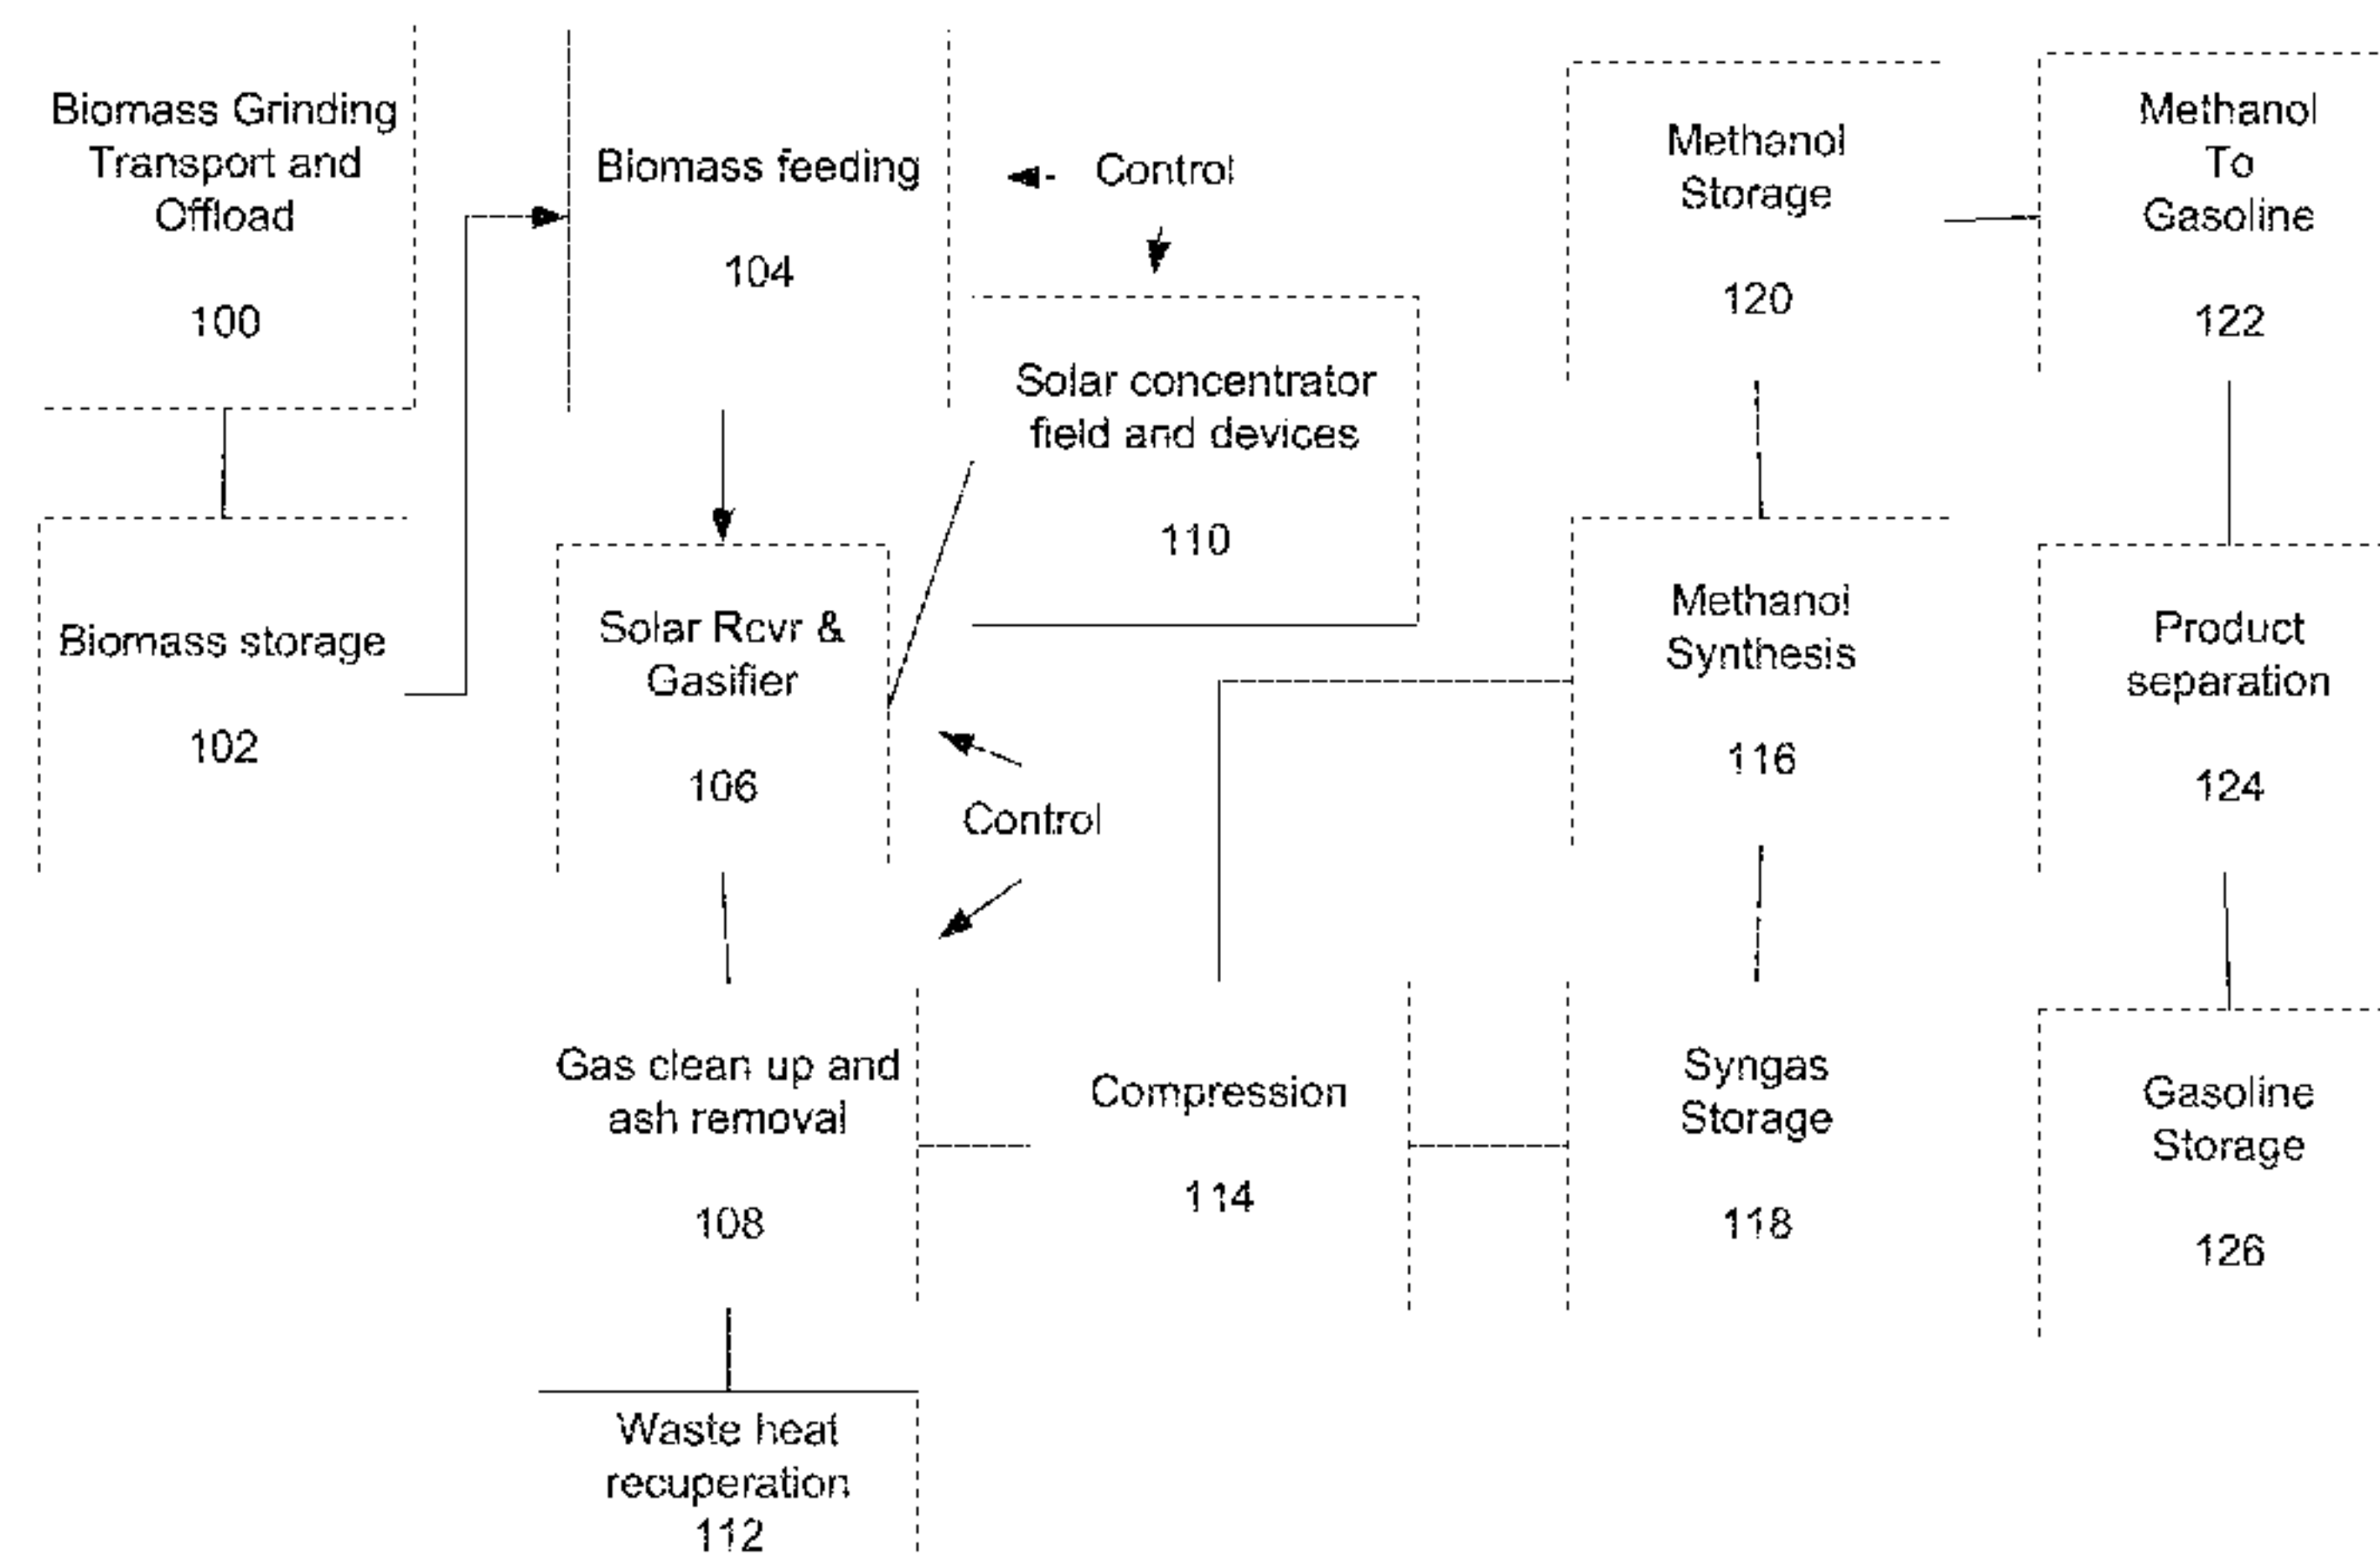 Biomass Grinding
Transport and
Offload
100
Biomass storage
102
Biomass feeding
104
Control
Solar concentrator
field and devices
110
Solar Rcvr &
Gasifier
106
Control
Gas clean up and
ash removal
108
Waste heat
recuperation
112
Compression
114
Methanol
Storage
120
Methanol
Synthesis
116
Syngas
Storage
118
Methanol
To
Gasoline
122
Product
separation
124
Gasoline
Storage
126